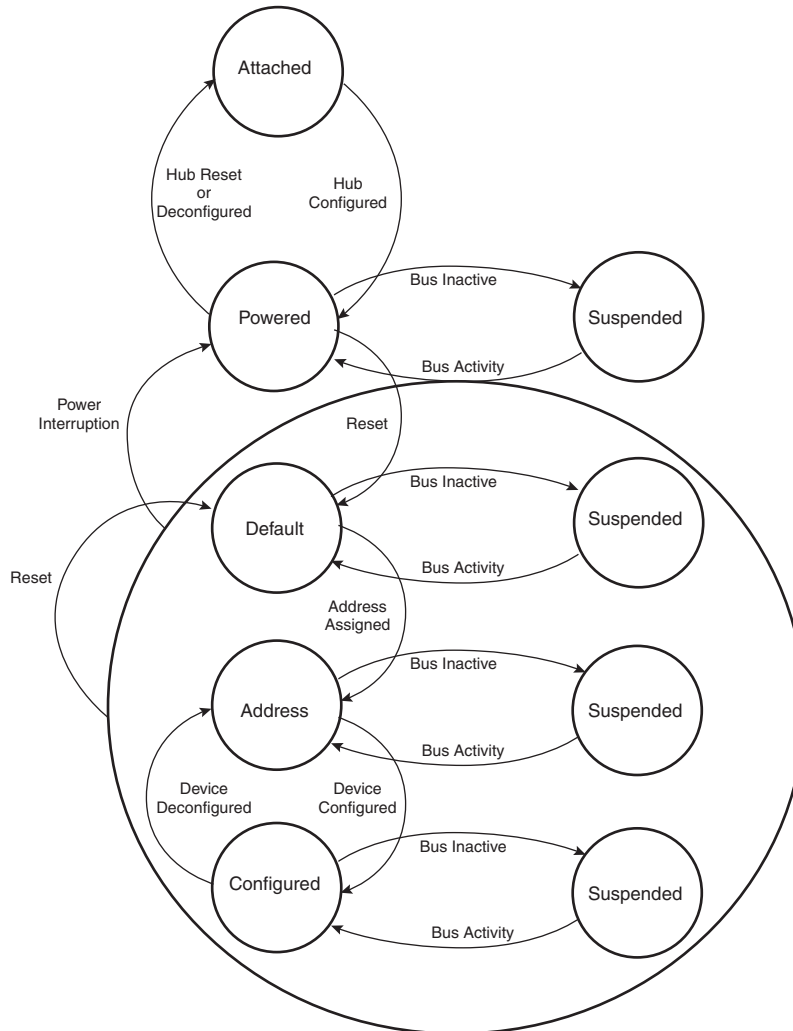 Attached
Hub Reset
or
Deconfigured
Hub
Configured
Bus Inactive
Powered
Suspended
Bus Activity
Power
Interruption
Reset
Bus Inactive
Default
Suspended
Bus Activity
Reset
Address
Assigned
Bus Inactive
Address
Suspended
Bus Activity
Device
Deconfigured
Device
Configured
Bus Inactive
Configured
Suspended
Bus Activity